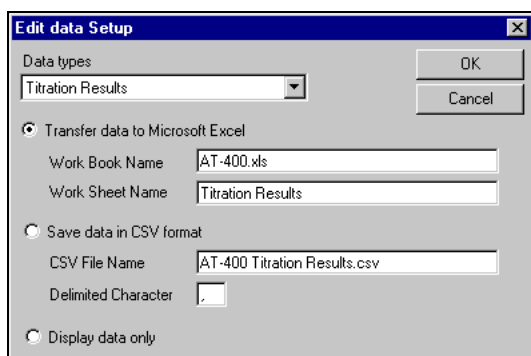 Edit data Setup
Data types
OK
Titration Results
Cancel
Transfer data to Microsoft Excel
Work Book Name AT-400.xls
Work Sheet Name Titration Results
Save data in CSV format
CSV File Name AT-400 Titration Results.csv
Delimited Character ,
Display data only